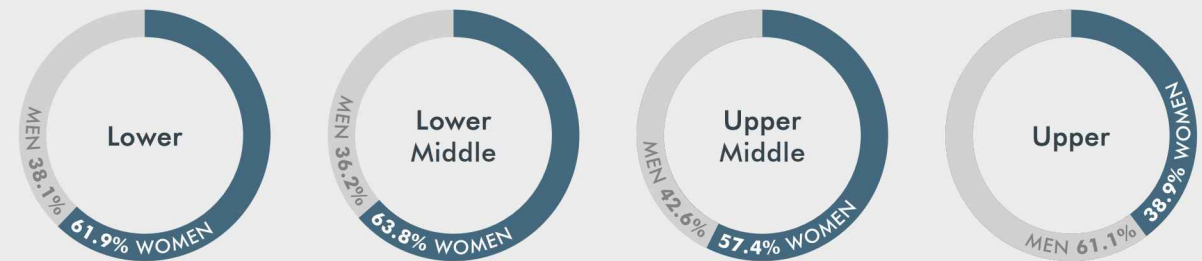 Lower
MEN 38.1%
61.9% WOMEN
Lower
Middle
MEN 36.2%
63.8% WOMEN
Upper
Middle
MEN 42.6%
57.4% WOMEN
Upper
38.9% WOMEN
MEN 61.1%